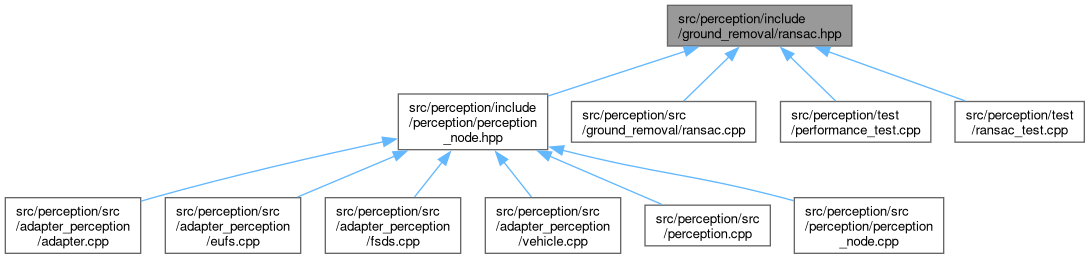 src/perception/include
/ground_removal/ransac.hpp
src/perception/include
/perception/perception
_node.hpp
src/perception/src
/ground_removal/ransac.cpp
src/perception/test
/performance_test.cpp
src/perception/test
/ransac_test.cpp
src/perception/src
/adapter_perception
/adapter.cpp
src/perception/src
/adapter_perception
/eufs.cpp
src/perception/src
/adapter_perception
/fsds.cpp
src/perception/src
/adapter_perception
/vehicle.cpp
src/perception/src
/perception.cpp
src/perception/src
/perception/perception
_node.cpp